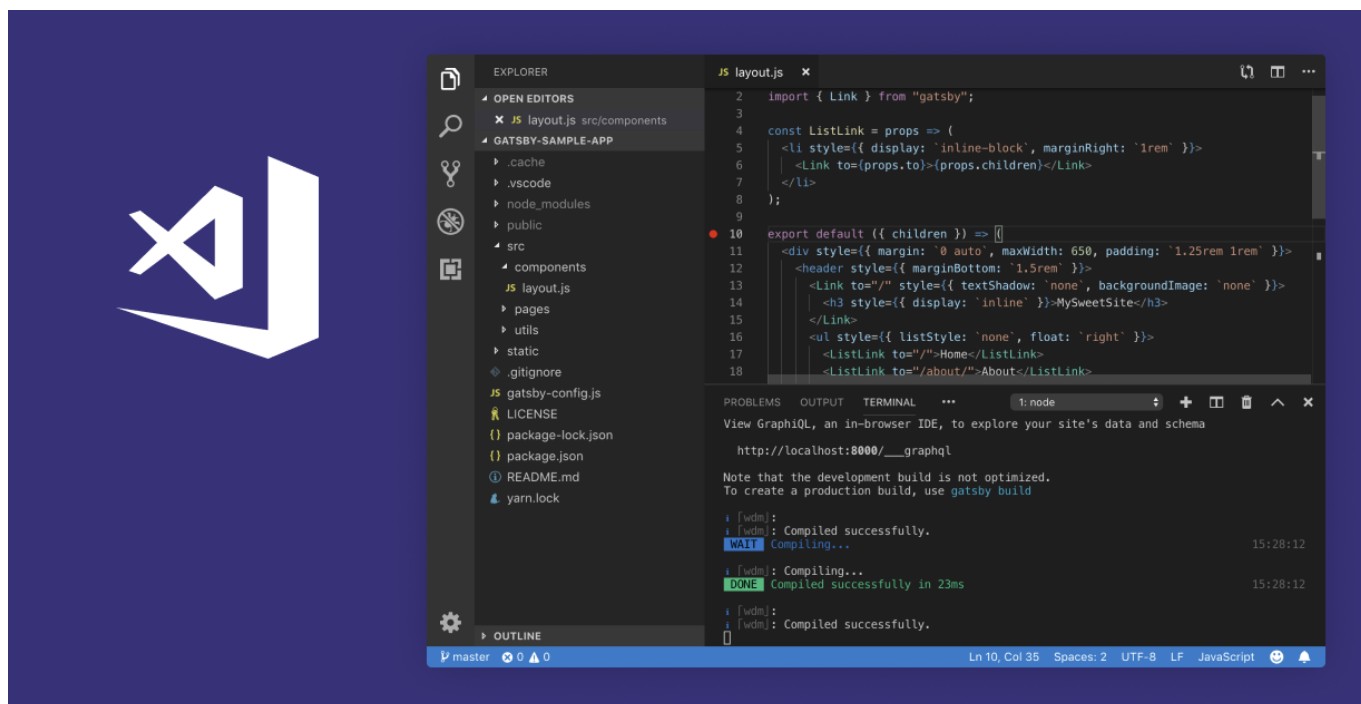 EXPLORER
OPEN EDITORS
JS layout.js src/components
GATSBY-SAMPLE-APP
.cache
.vscode
node_modules
public
src
components
JS layout.js
pages
utils
static
.gitignore
JS gatsby-config.js
LICENSE
{} package-lock.json
{} package.json
README.md
yarn.lock
OUTLINE
JS layout.js
2 import { Link } from "gatsby";
3
4 const ListLink = props => (
5 <li style={{ display: `inline-block`, marginRight: `1rem` }}>
6 <Link to={props.to}>{props.children}</Link>
7 </li>
8 );
9
10 export default ({ children }) => (
11 <div style={{ margin: `0 auto`, maxWidth: 650, padding: `1.25rem 1rem` }}>
12 <header style={{ marginBottom: `1.5rem` }}>
13 <Link to="/" style={{ textShadow: `none`, backgroundImage: `none` }}>
14 <h3 style={{ display: `inline` }}>MySweetSite</h3>
15 </Link>
16 <ul style={{ listStyle: `none`, float: `right` }}>
17 <ListLink to="/">Home</ListLink>
18 <ListLink to="/about/">About</ListLink>
PROBLEMS OUTPUT TERMINAL ••• 1: node
View GraphiQL, an in-browser IDE, to explore your site's data and schema
http://localhost:8000/___graphql
Note that the development build is not optimized.
To create a production build, use gatsby build
i ｢wdm｣:
i ｢wdm｣: Compiled successfully.
WAIT Compiling... 15:28:12
i ｢wdm｣: Compiling...
DONE Compiled successfully in 23ms 15:28:12
i ｢wdm｣:
i ｢wdm｣: Compiled successfully.
master 0 0 Ln 10, Col 35 Spaces: 2 UTF-8 LF JavaScript